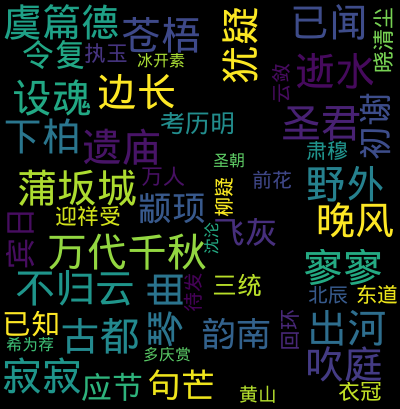 虞篇德
苍梧
犹疑
已闻
晓清尘
令复
执玉
冰开素
云敛
逝水
设魂
边长
考历明
圣君
初谢
下柏
遗庙
圣朝
肃穆
蒲坂城
万人
柳疑
前花
野外
宾日
迎祥受
颛顼
飞灰
晚风
万代千秋
沈沦
寥寥
不归云
曲琴
待发
三统
北辰
东道
已知
古都
韵南
回环
出河
希为荐
多庆赏
吹庭
寂寂
应节
句芒
黄山
衣冠